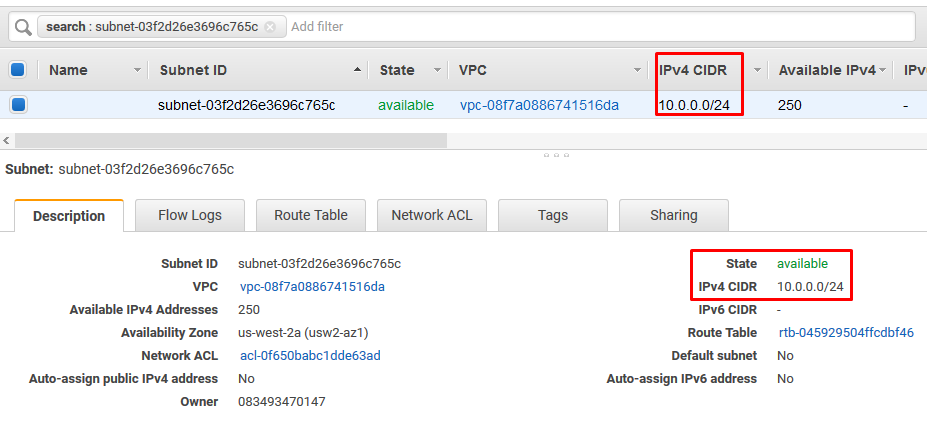 search : subnet-03f2d26e3696c765c Add filter
Name Subnet ID State VPC IPv4 CIDR Available IPv4 IPv
subnet-03f2d26e3696c765c available vpc-08f7a0886741516da 10.0.0.0/24 250 -
Subnet: subnet-03f2d26e3696c765c
Description Flow Logs Route Table Network ACL Tags Sharing
Subnet ID subnet-03f2d26e3696c765c State available
VPC vpc-08f7a0886741516da IPv4 CIDR 10.0.0.0/24
Available IPv4 Addresses 250 IPv6 CIDR -
Availability Zone us-west-2a (usw2-az1) Route Table rtb-045929504ffcdbf46
Network ACL acl-0f650babc1dde63ad Default subnet No
Auto-assign public IPv4 address No Auto-assign IPv6 address No
Owner 083493470147